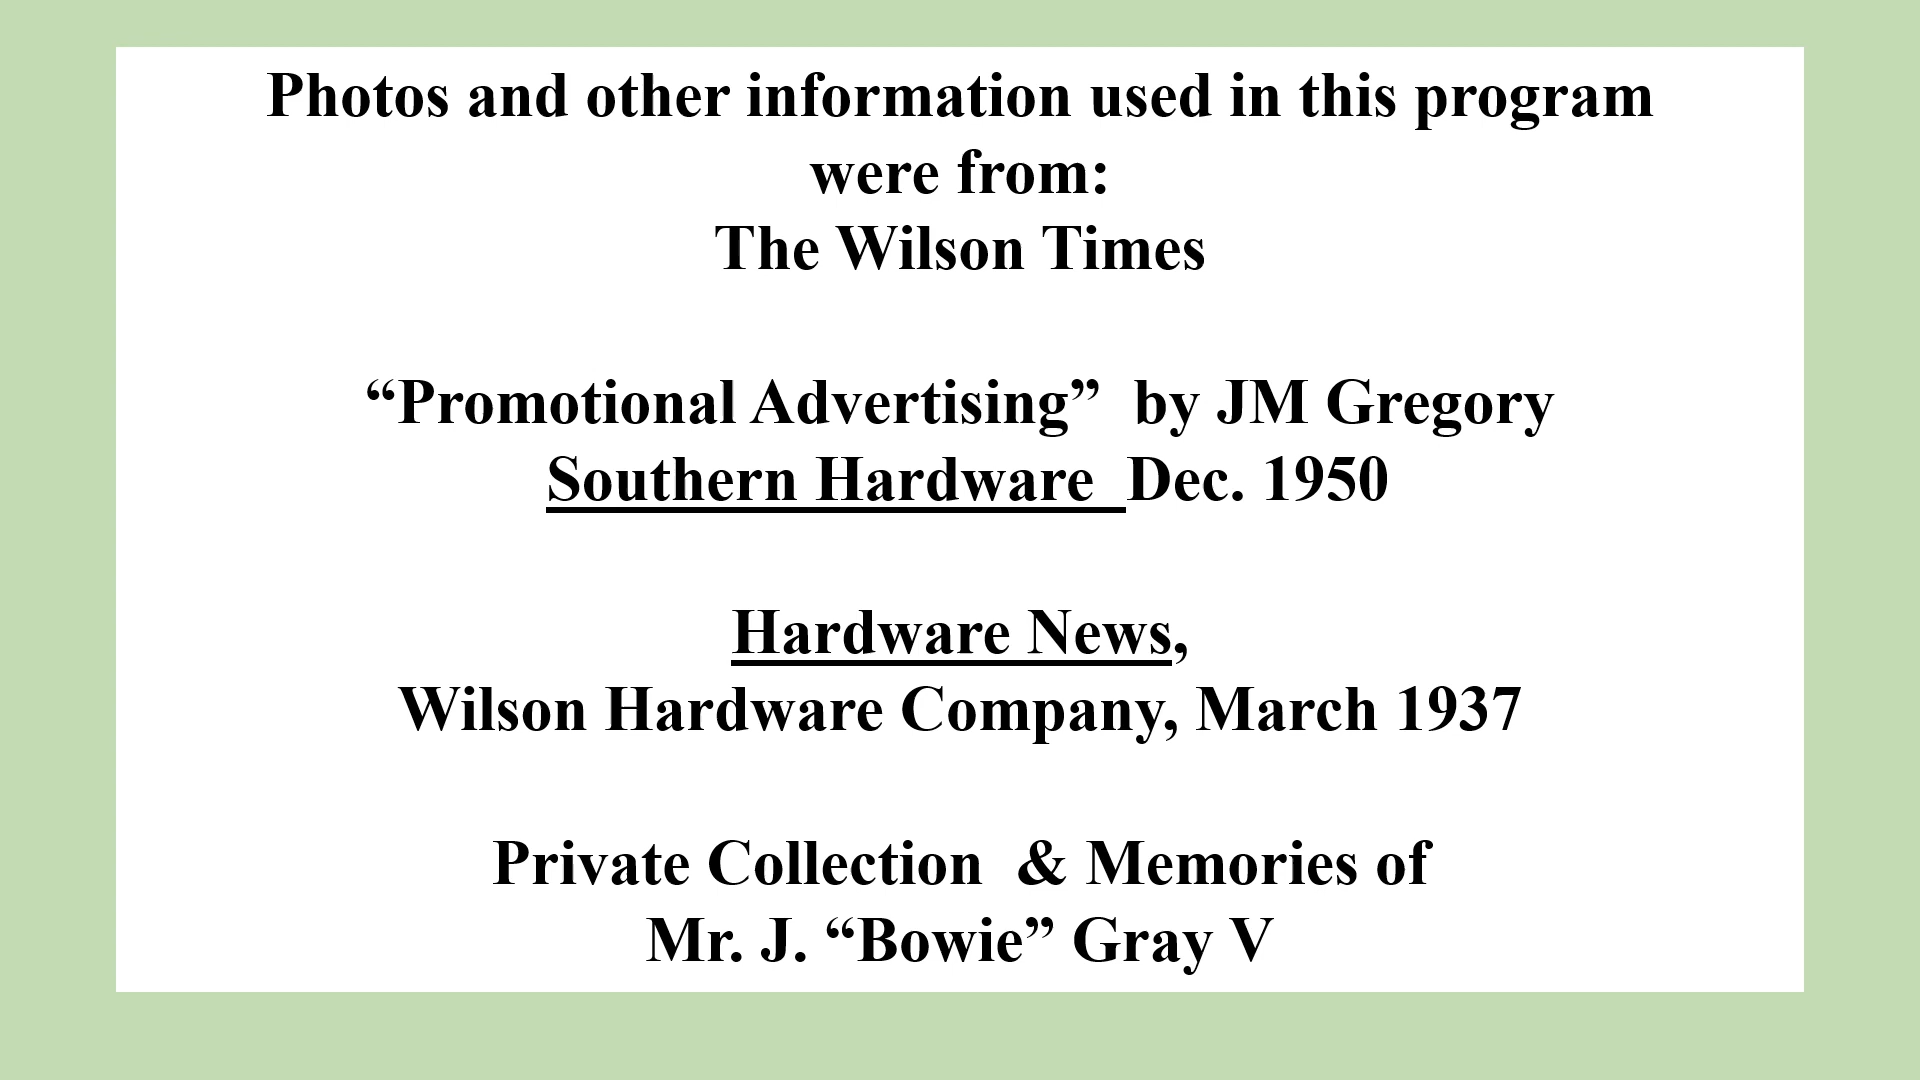 Photos and other information used in this program
were from:
The Wilson Times
“Promotional Advertising”  by JM Gregory
Southern Hardware  Dec. 1950
Hardware News,
Wilson Hardware Company, March 1937
Private Collection  & Memories of
Mr. J. “Bowie” Gray V